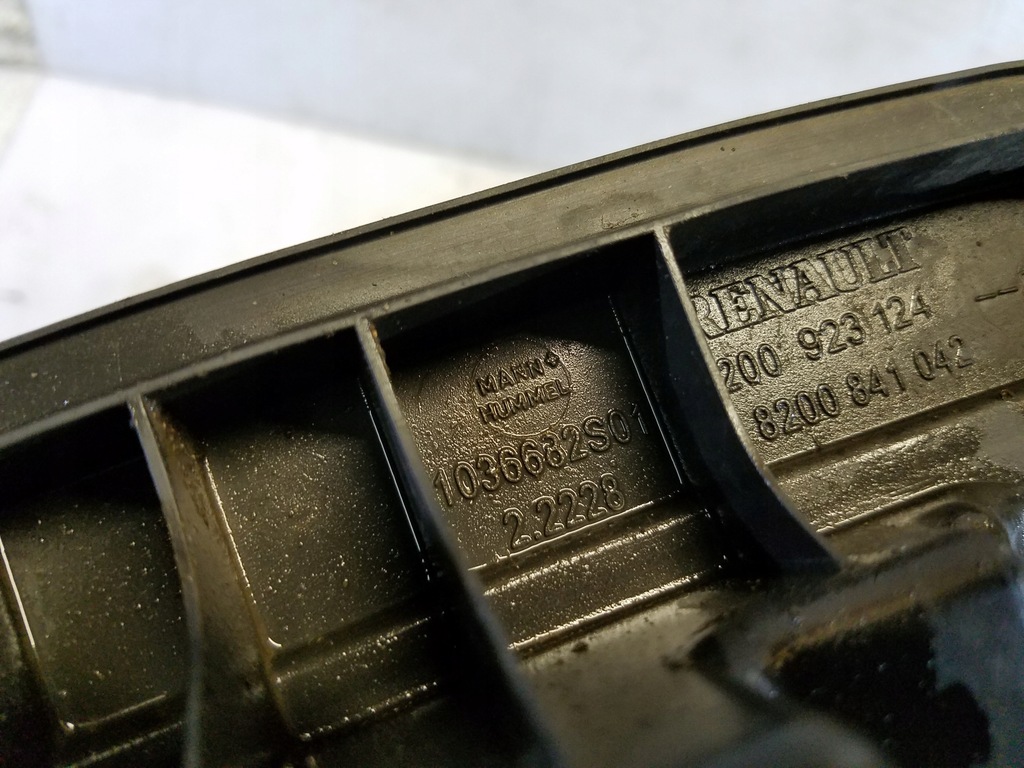 MANN+
HUMMEL
1036682S01
2.2228
RENAULT
200 923 124
8200 841 042